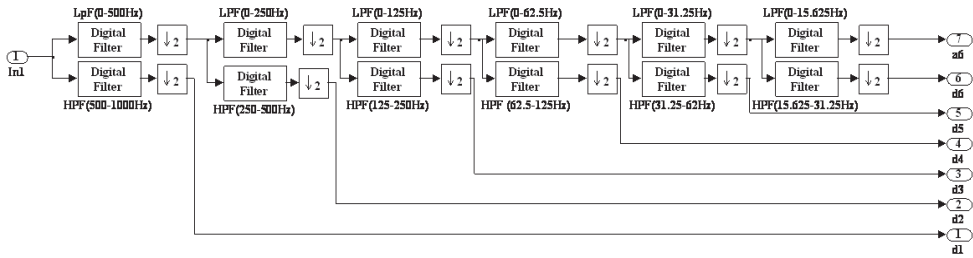 LpF(0-500Hz) LPF(0-250Hz) LPF(0-125Hz) LPF(0-62.5Hz) LPF(0-31.25Hz) LPF(0-15.625Hz)
Digital Filter ↓2 Digital Filter ↓2 Digital Filter ↓2 Digital Filter ↓2 Digital Filter ↓2 Digital Filter ↓2 7
a6
1
In1
Digital Filter ↓2 Digital Filter ↓2 Digital Filter ↓2 Digital Filter ↓2 Digital Filter ↓2 Digital Filter ↓2 6
d6
HPF(500-1000Hz) HPF(250-500Hz) HPF(125-250Hz) HPF (62.5-125Hz) HPF(31.25-62Hz) HPF(15.625-31.25Hz)
5
d5
4
d4
3
d3
2
d2
1
d1